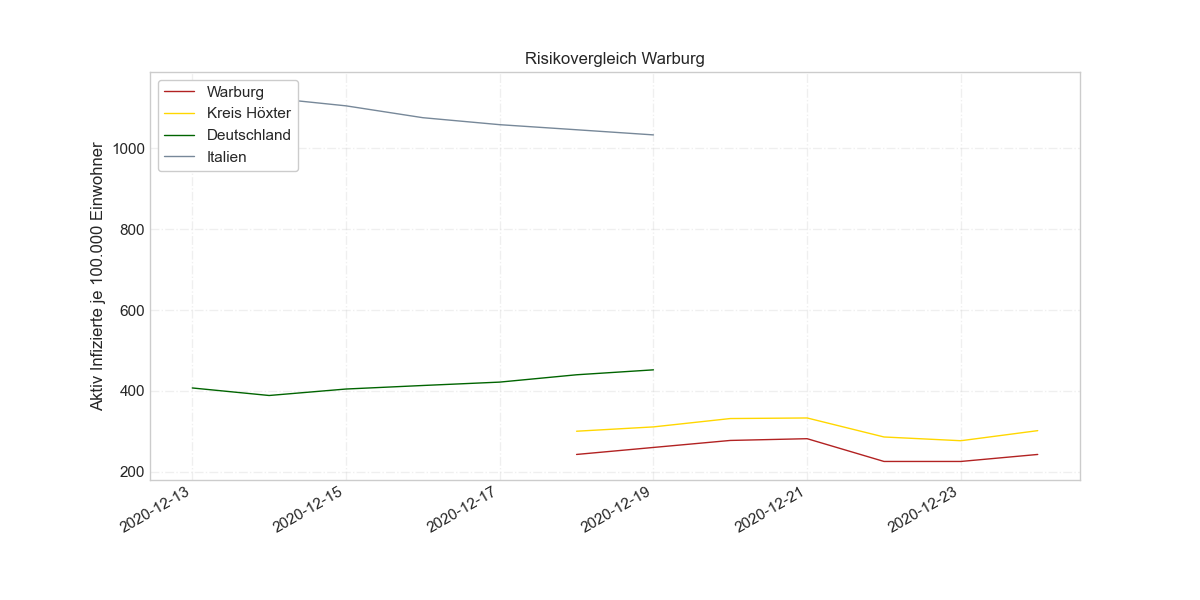 Risikovergleich Warburg
Warburg
Kreis Höxter
Deutschland
Italien
Aktiv Infizierte je 100.000 Einwohner
1000
800
600
400
200
2020-12-13
2020-12-15
2020-12-17
2020-12-19
2020-12-21
2020-12-23